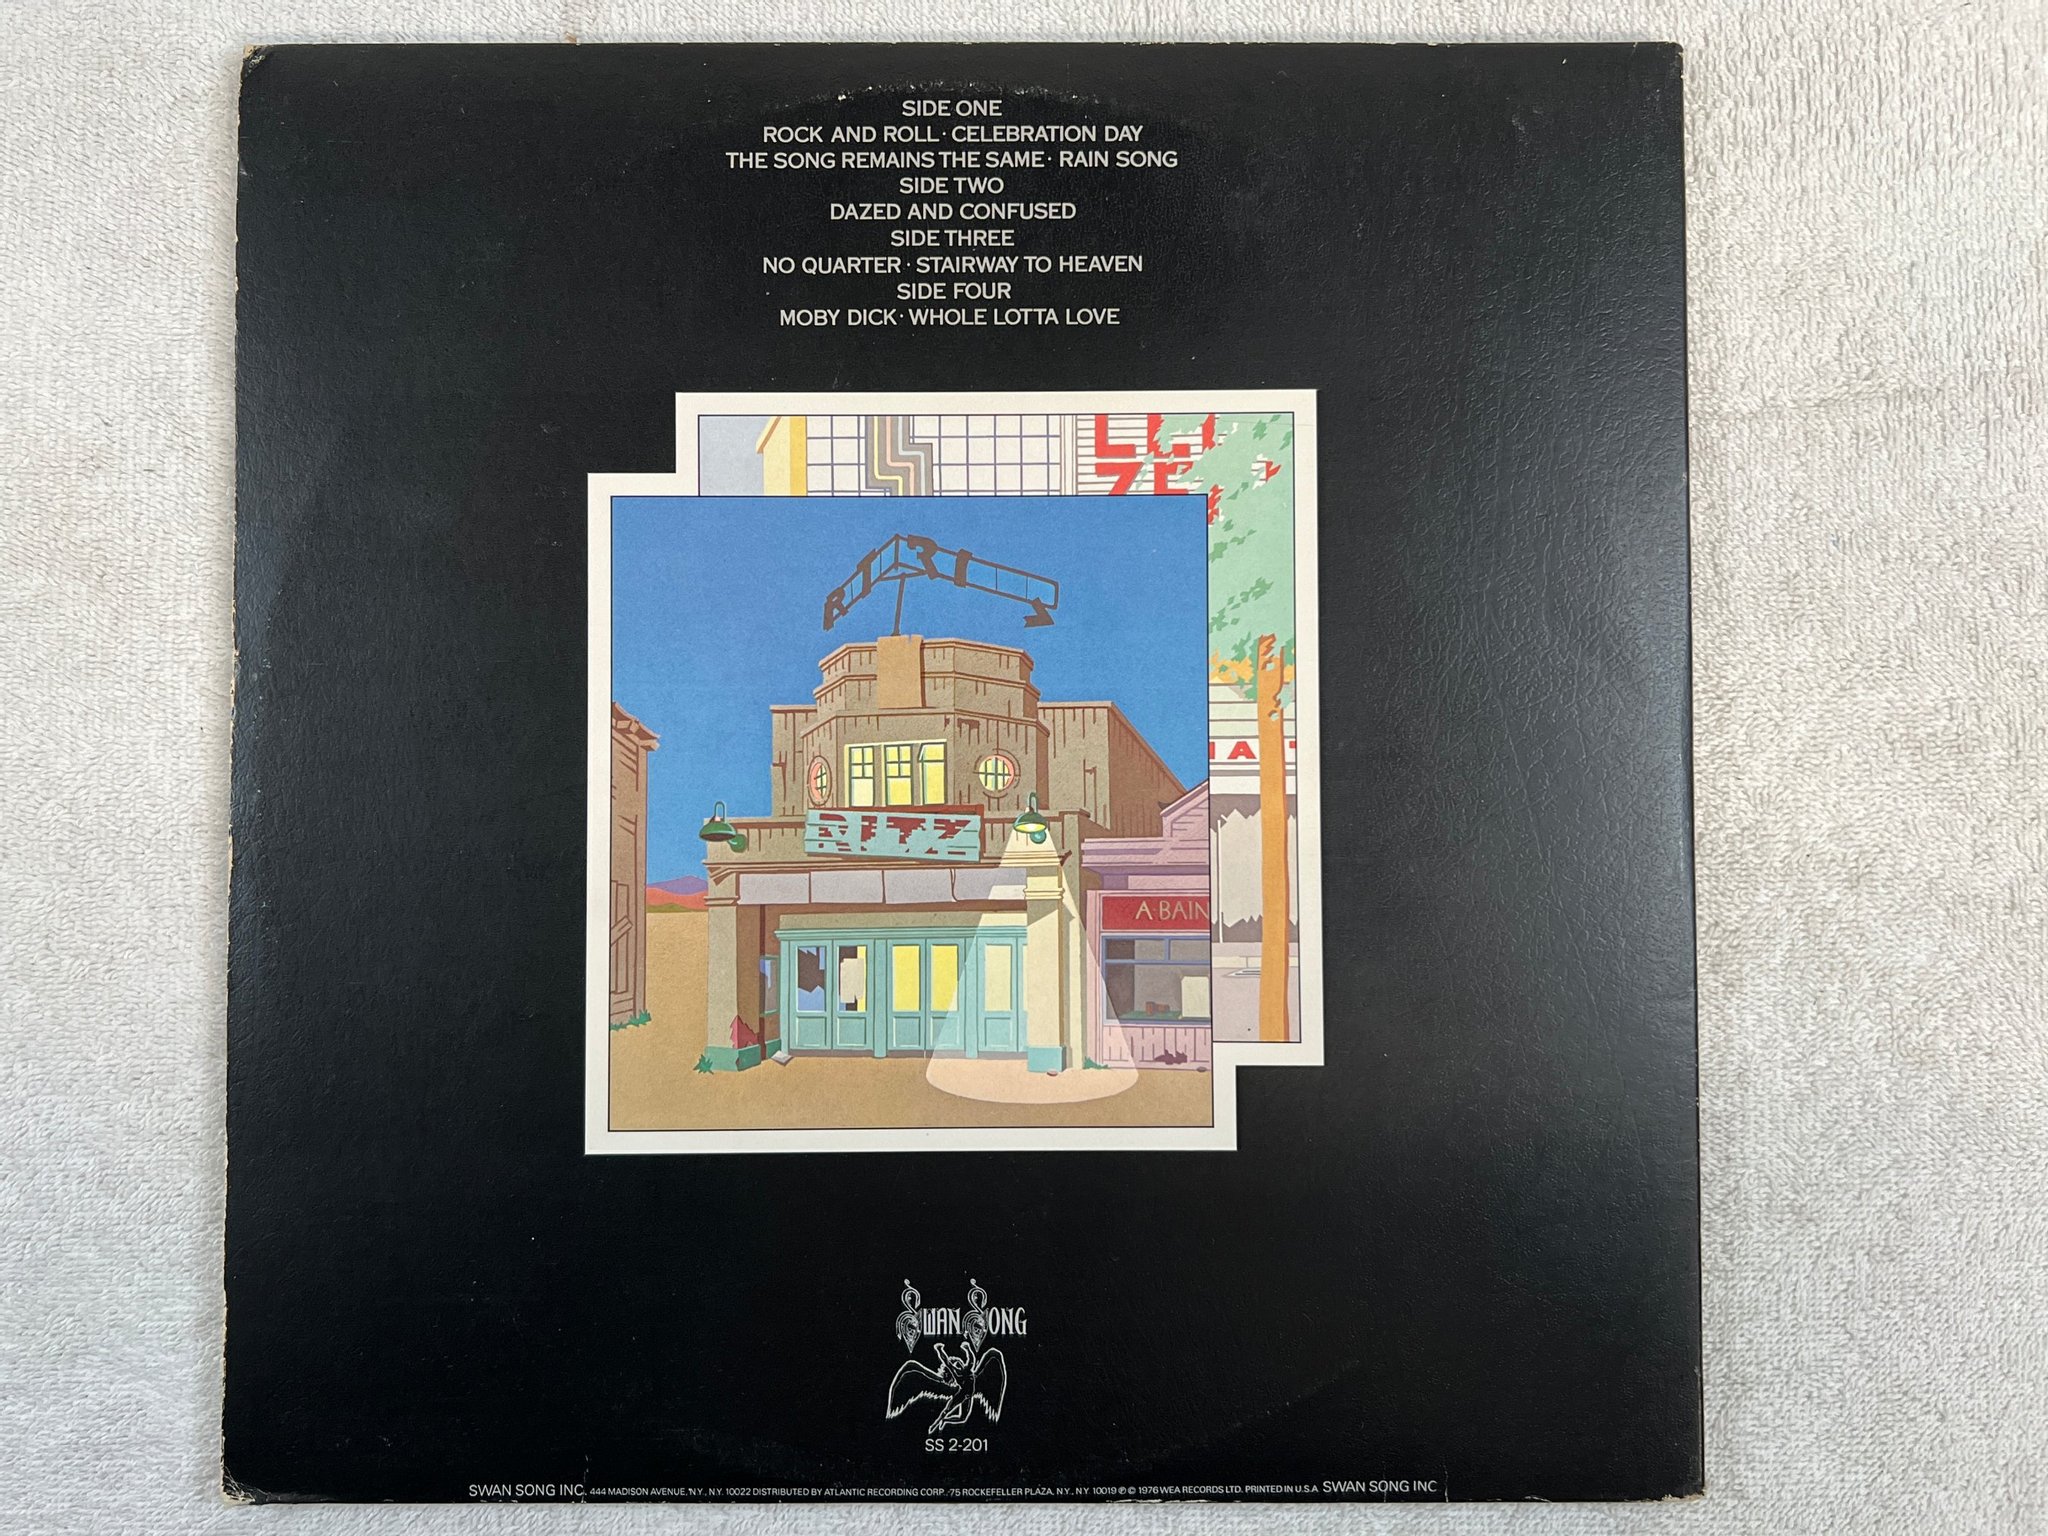 SIDE ONE
ROCK AND ROLL · CELEBRATION DAY
THE SONG REMAINS THE SAME · RAIN SONG
SIDE TWO
DAZED AND CONFUSED
SIDE THREE
NO QUARTER · STAIRWAY TO HEAVEN
SIDE FOUR
MOBY DICK · WHOLE LOTTA LOVE
RITZ
A·BAIN
SWAN SONG
SS 2-201
SWAN SONG INC. 444 MADISON AVENUE, N.Y., N.Y. 10022 DISTRIBUTED BY ATLANTIC RECORDING CORP., 75 ROCKEFELLER PLAZA, N.Y., N.Y. 10019 ℗ © 1976 WEA RECORDS LTD. PRINTED IN U.S.A. SWAN SONG INC